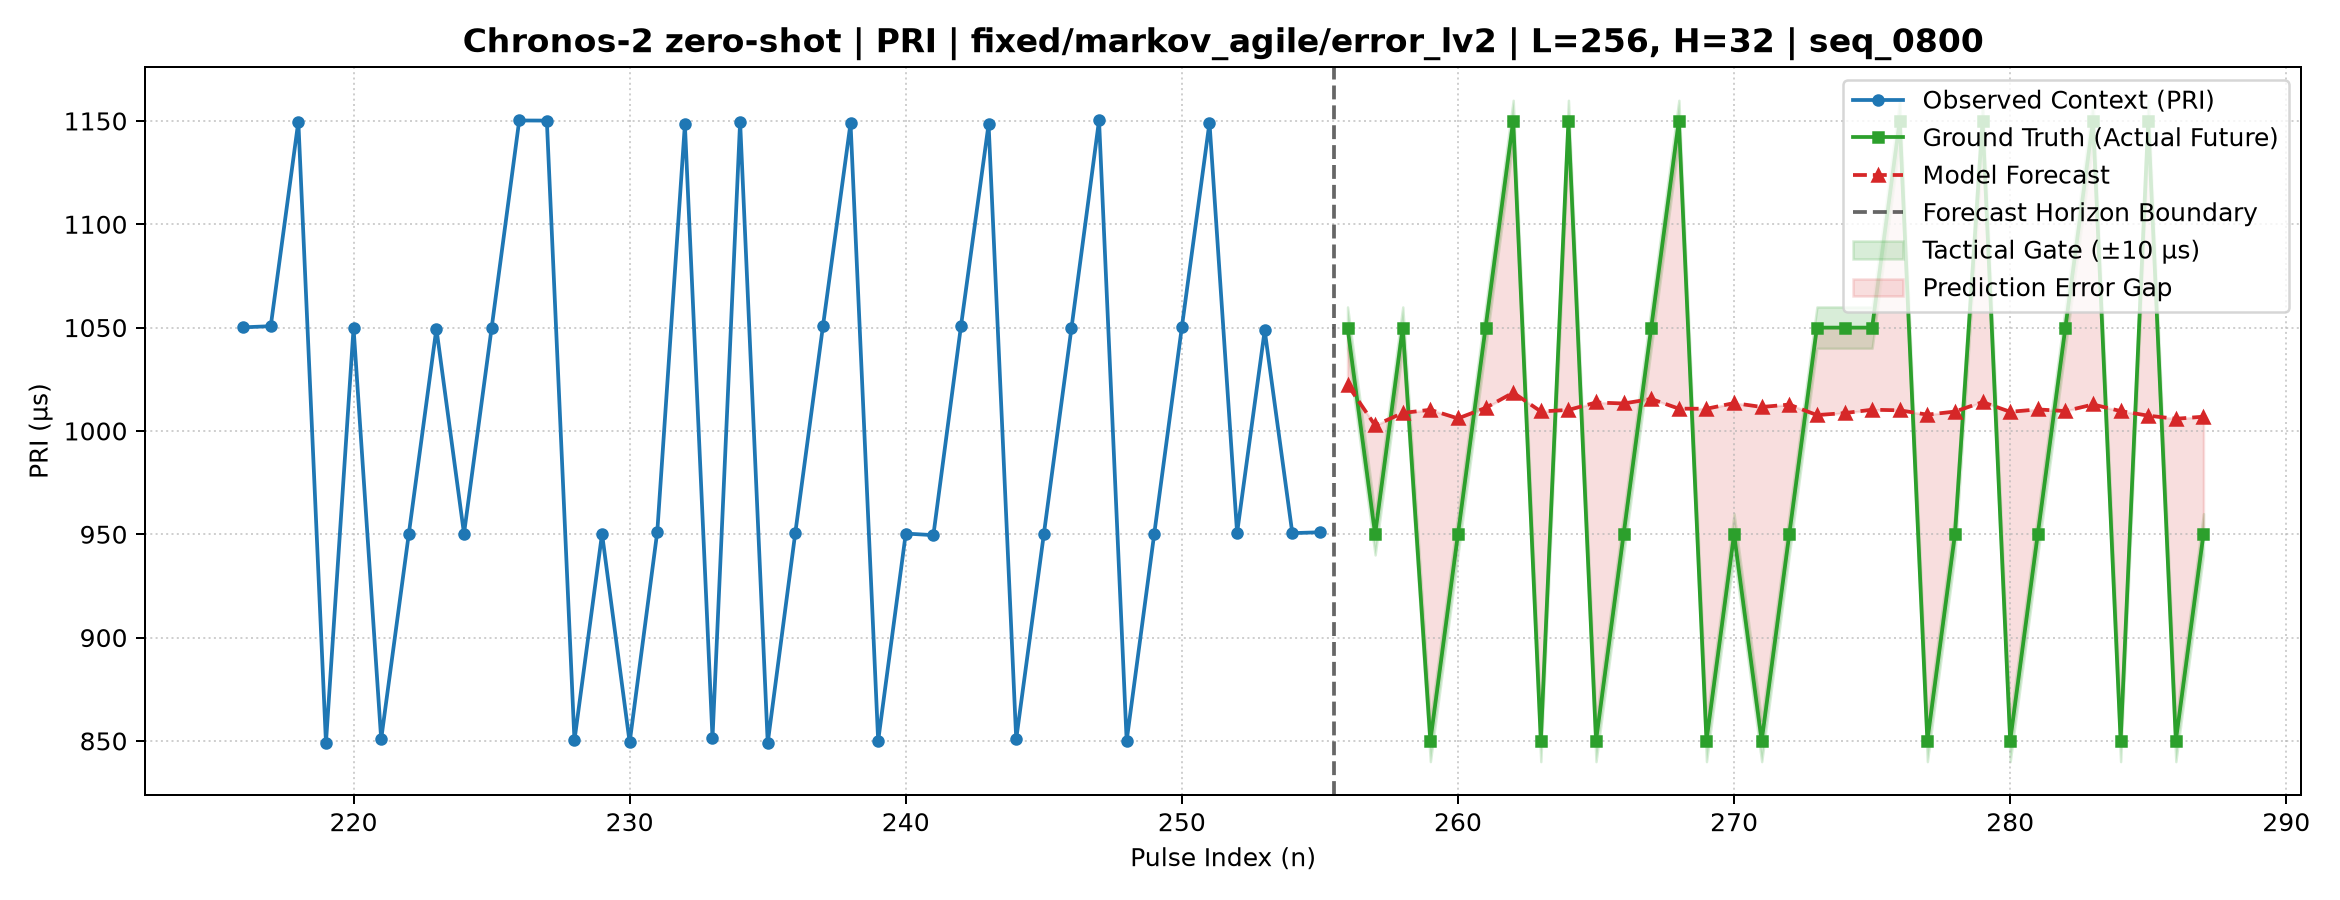 Chronos-2 zero-shot | PRI | fixed/markov_agile/error_lv2 | L=256, H=32 | seq_0800
PRI (µs)
1150
1100
1050
1000
950
900
850
Observed Context (PRI)
Ground Truth (Actual Future)
Model Forecast
Forecast Horizon Boundary
Tactical Gate (±10 µs)
Prediction Error Gap
220 230 240 250 260 270 280 290
Pulse Index (n)